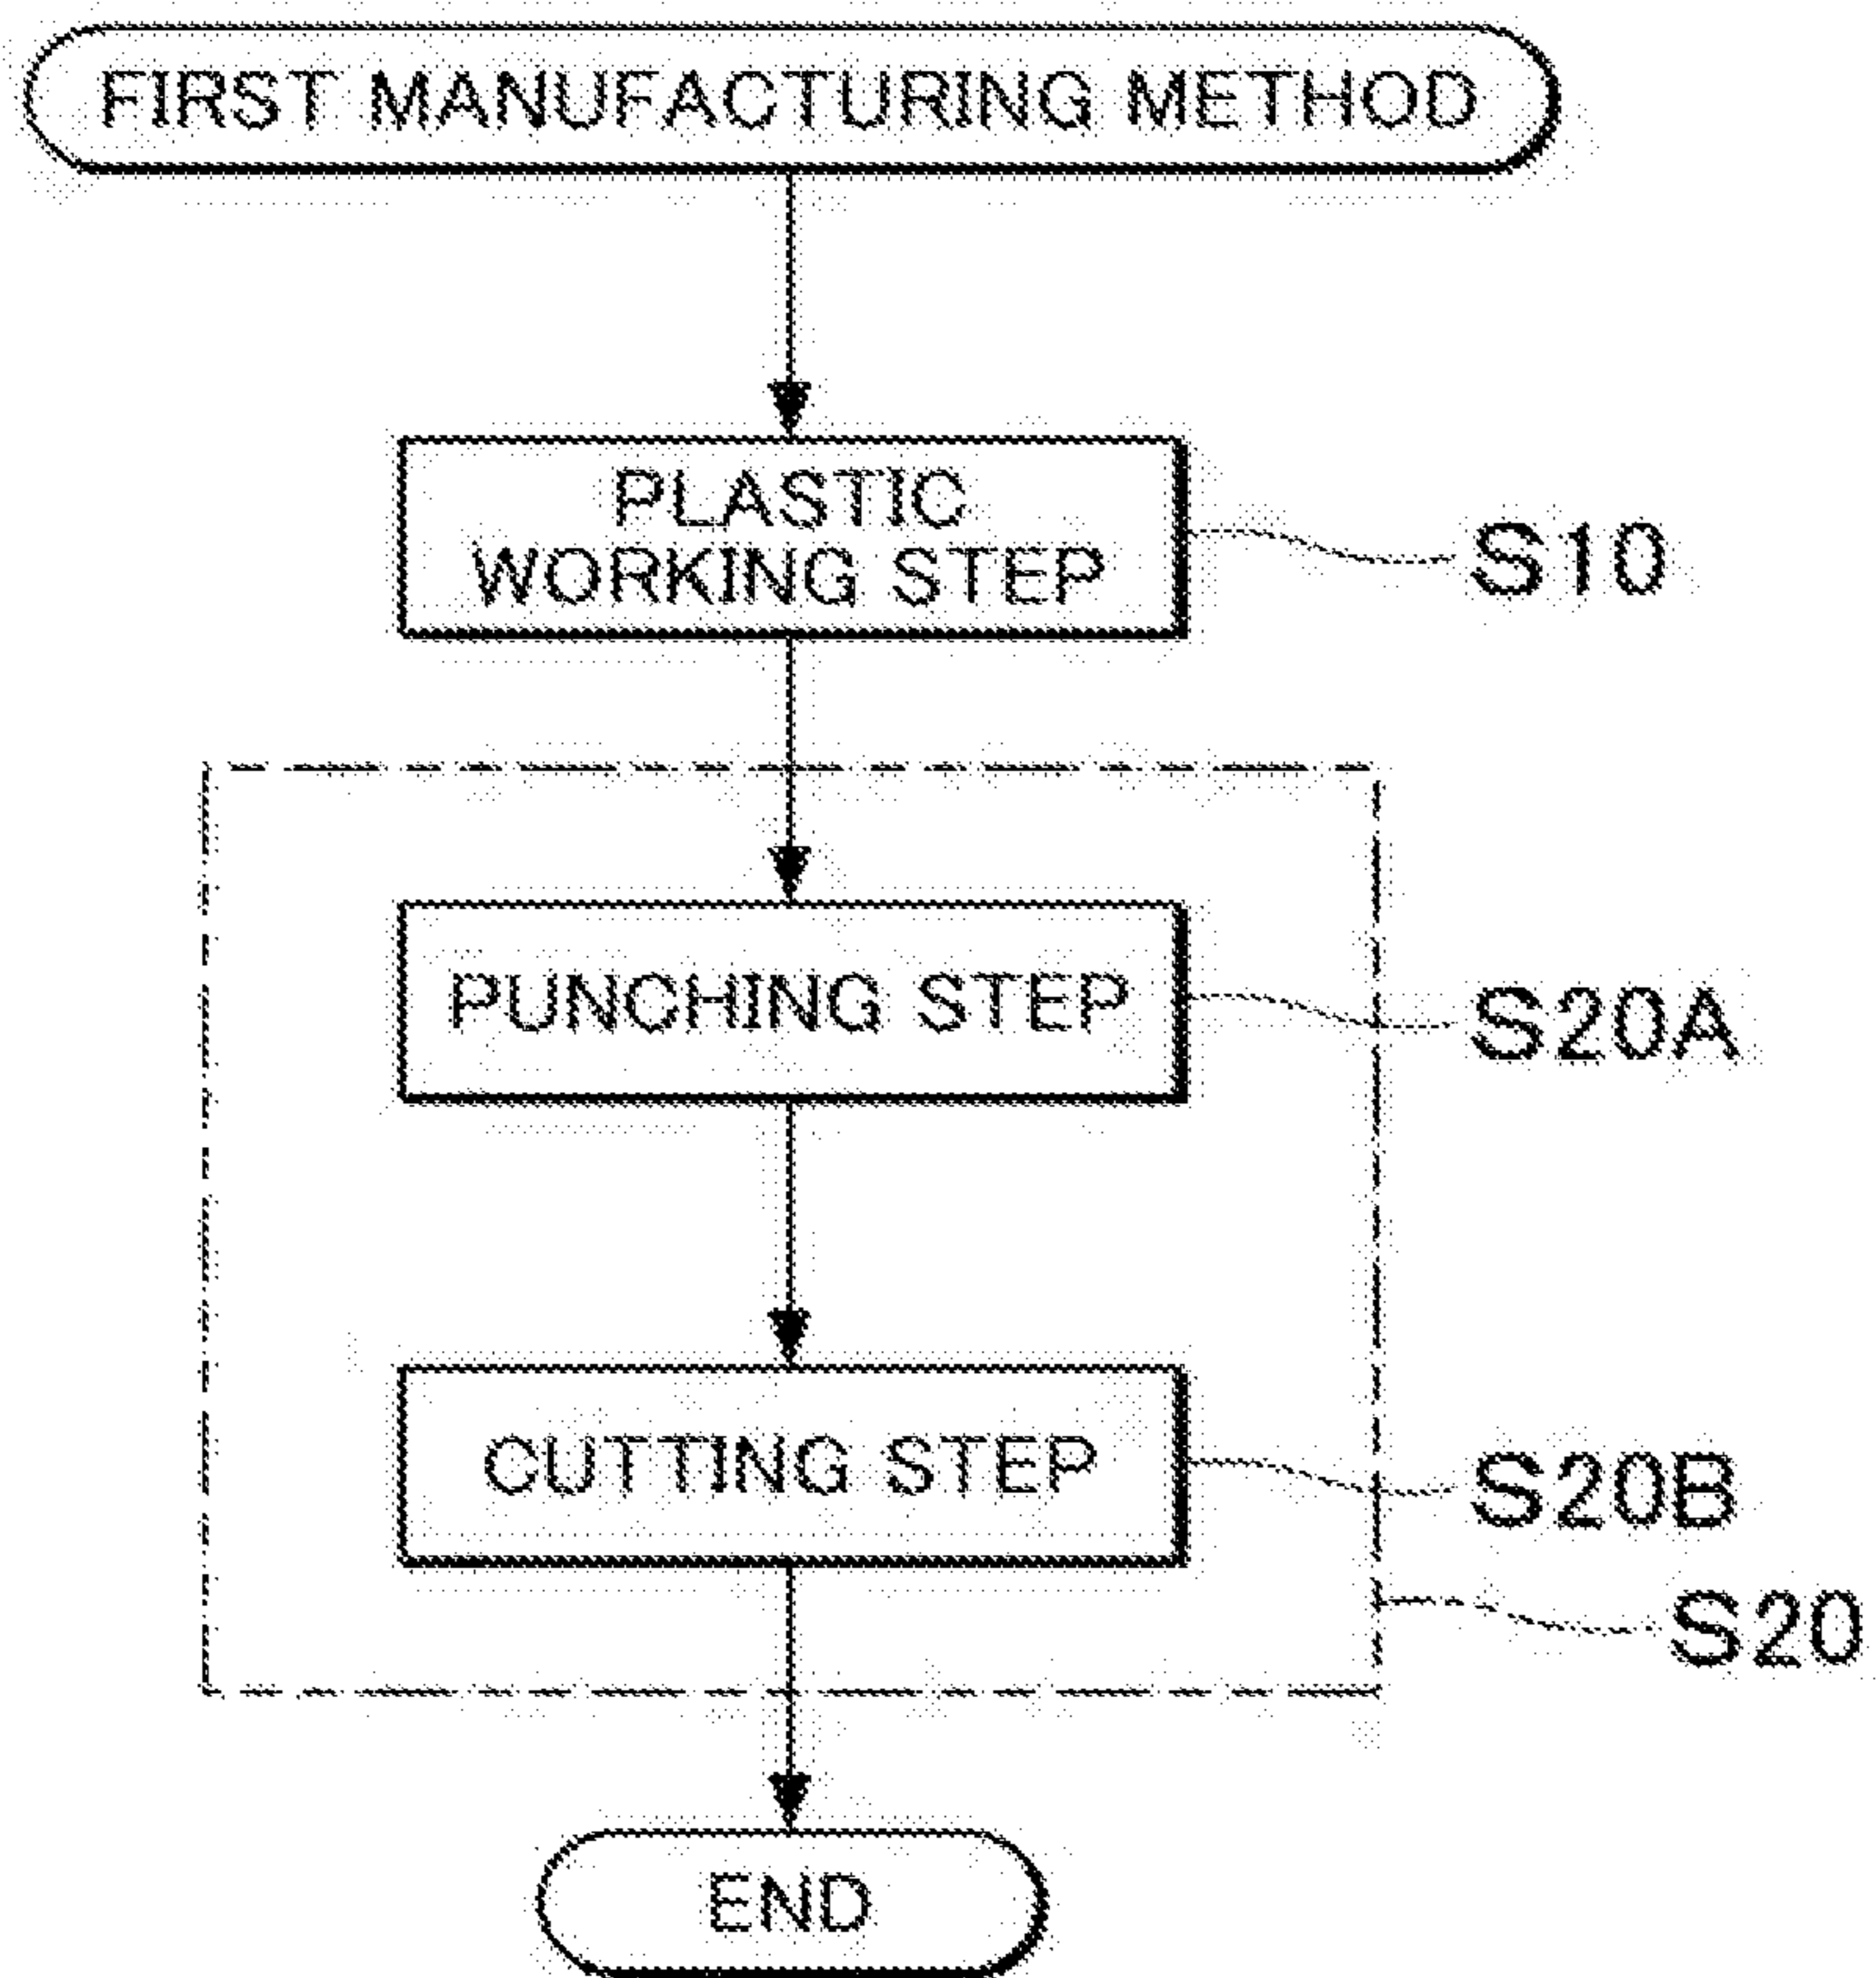 FIRST MANUFACTURING METHOD
PLASTIC
WORKING STEP
S10
PUNCHING STEP
S20A
CUTTING STEP
S20B
S20
END